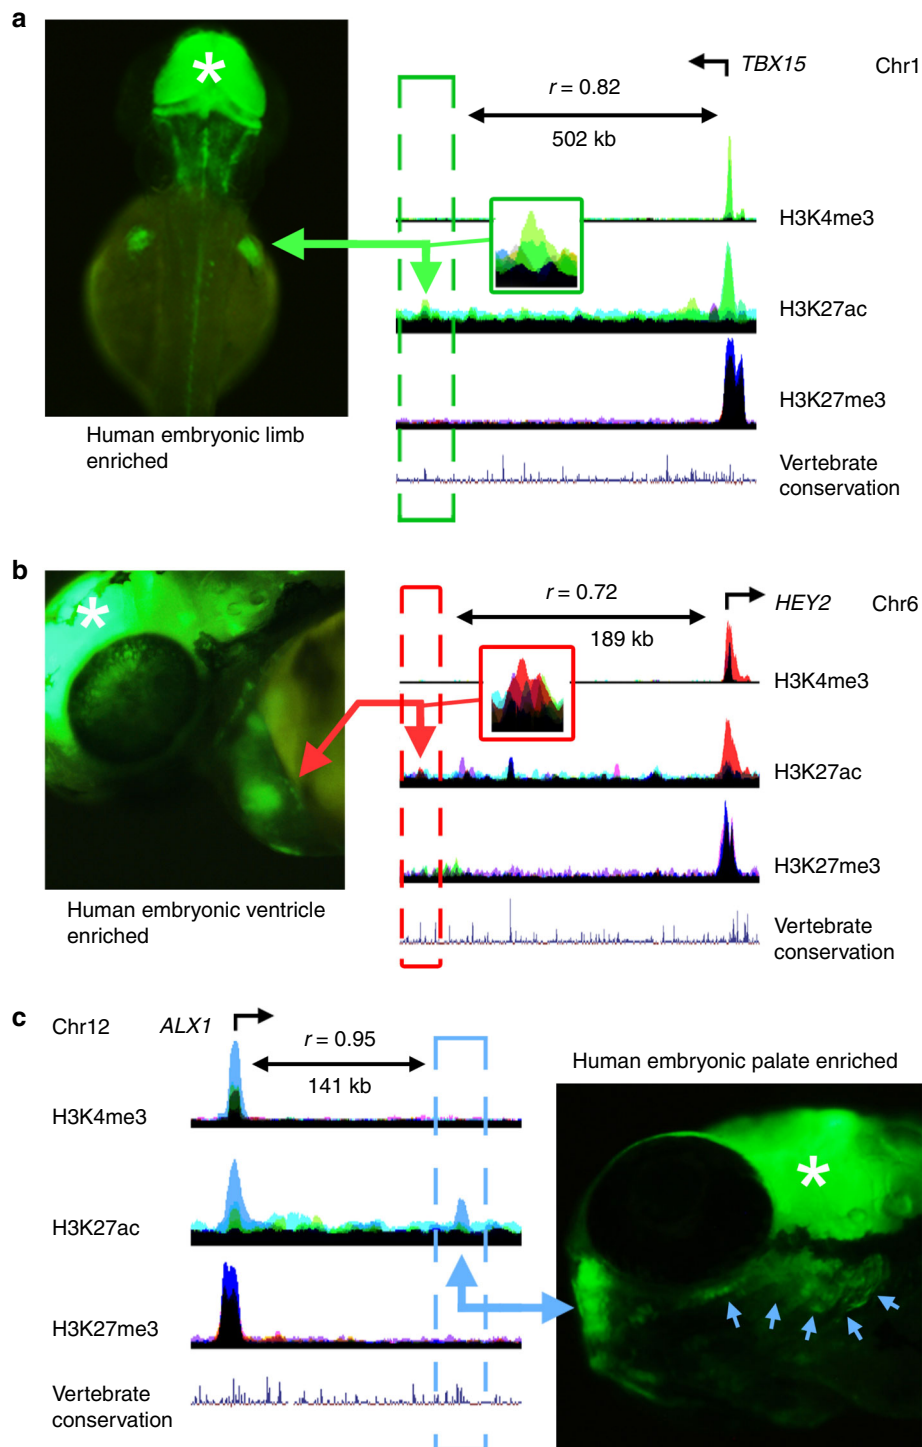 a
*
r = 0.82
502 kb
TBX15
Chr1
H3K4me3
H3K27ac
H3K27me3
Vertebrate
conservation
Human embryonic limb
enriched
b
*
r = 0.72
189 kb
HEY2
Chr6
H3K4me3
H3K27ac
H3K27me3
Vertebrate
conservation
Human embryonic ventricle
enriched
c
Chr12
ALX1
r = 0.95
141 kb
H3K4me3
H3K27ac
H3K27me3
Vertebrate
conservation
Human embryonic palate enriched
*